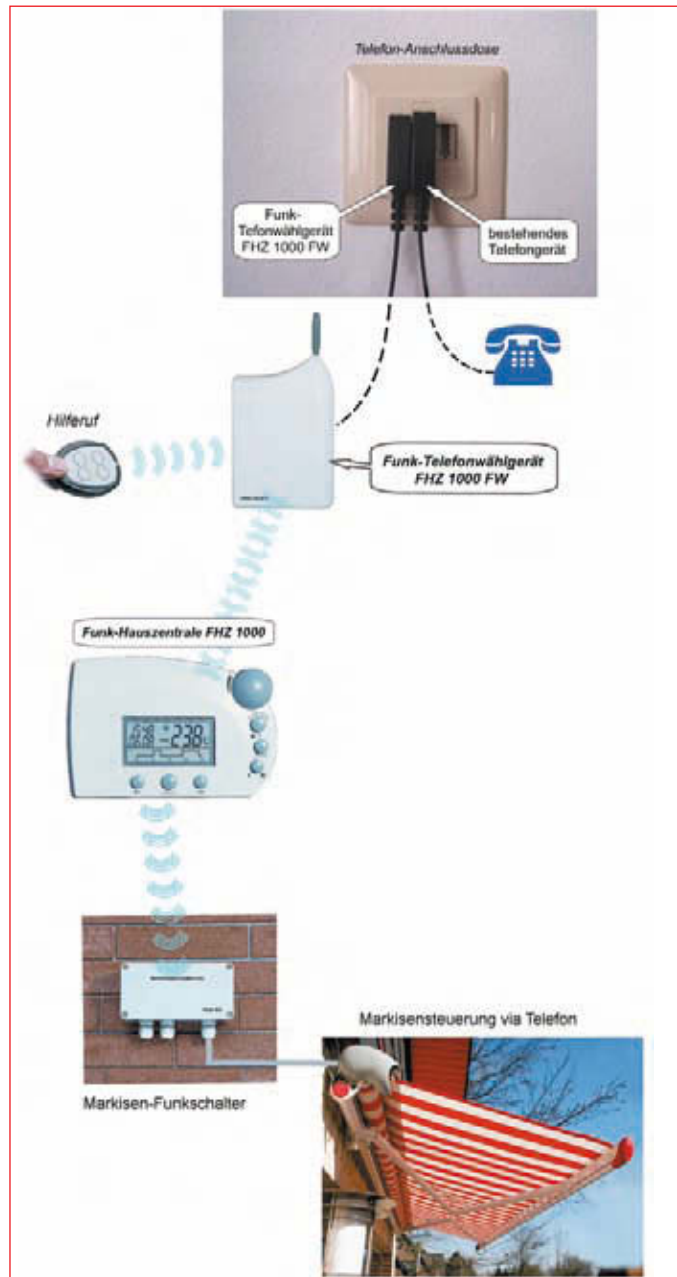 Telefon-Anschlussdose
Funk-
Tefonwählgerät
FHZ 1000 FW
bestehendes
Telefongerät
Hilferuf
Funk-Telefonwählgerät
FHZ 1000 FW
Funk-Hauszentrale FHZ 1000
Markisen-Funkschalter
Markisensteuerung via Telefon